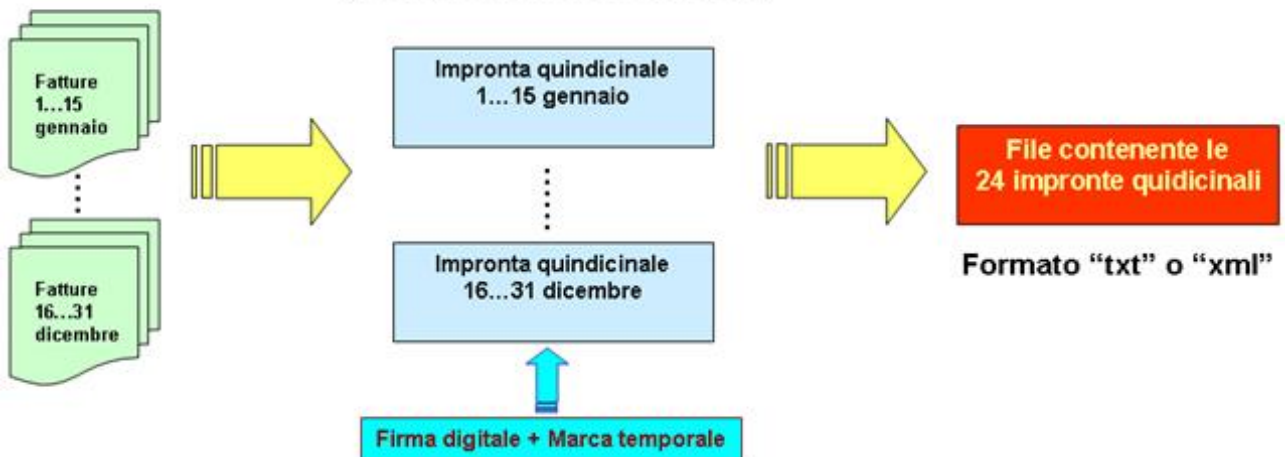 Fatture
1...15
gennaio
Fatture
16...31
dicembre
Impronta quindicinale
1...15 gennaio
Impronta quindicinale
16...31 dicembre
Firma digitale + Marca temporale
File contenente le
24 impronte quidicinali
Formato “txt” o “xml”